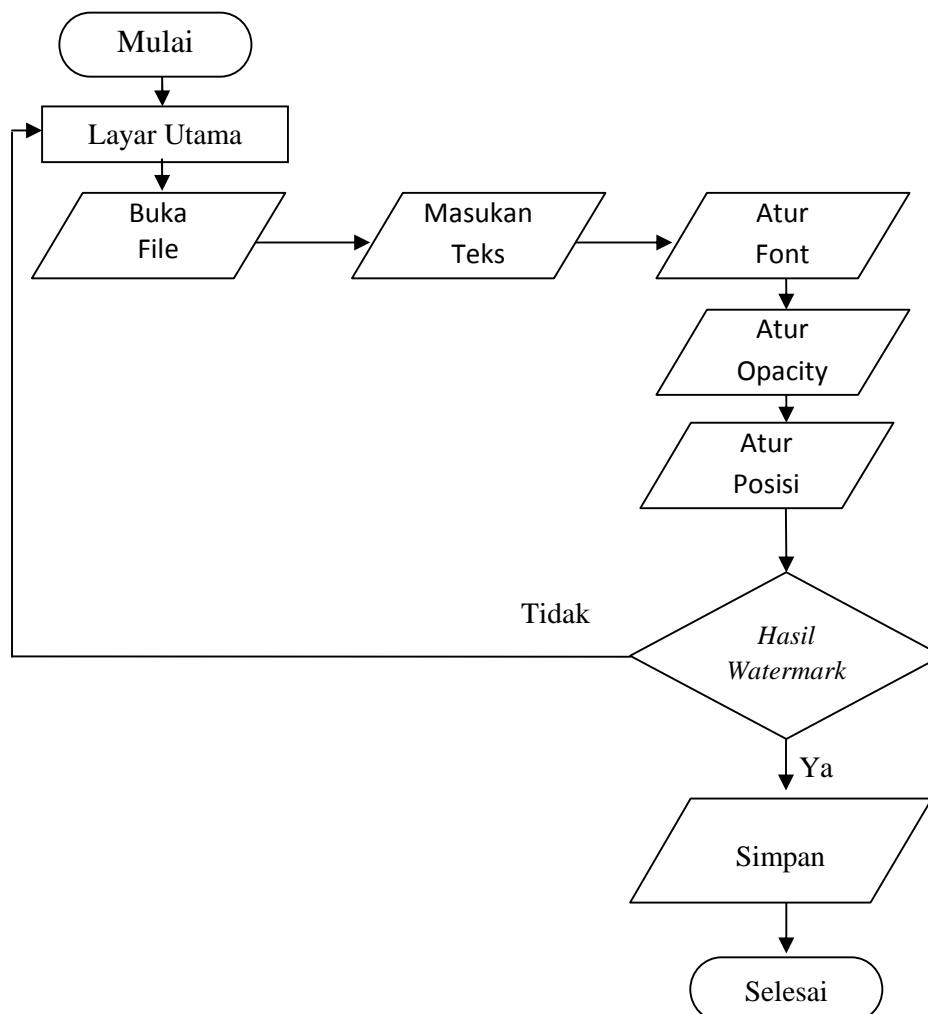 Mulai
Layar Utama
Buka
File
Masukan
Teks
Atur
Font
Atur
Opacity
Atur
Posisi
Hasil
Watermark
Tidak
Ya
Simpan
Selesai